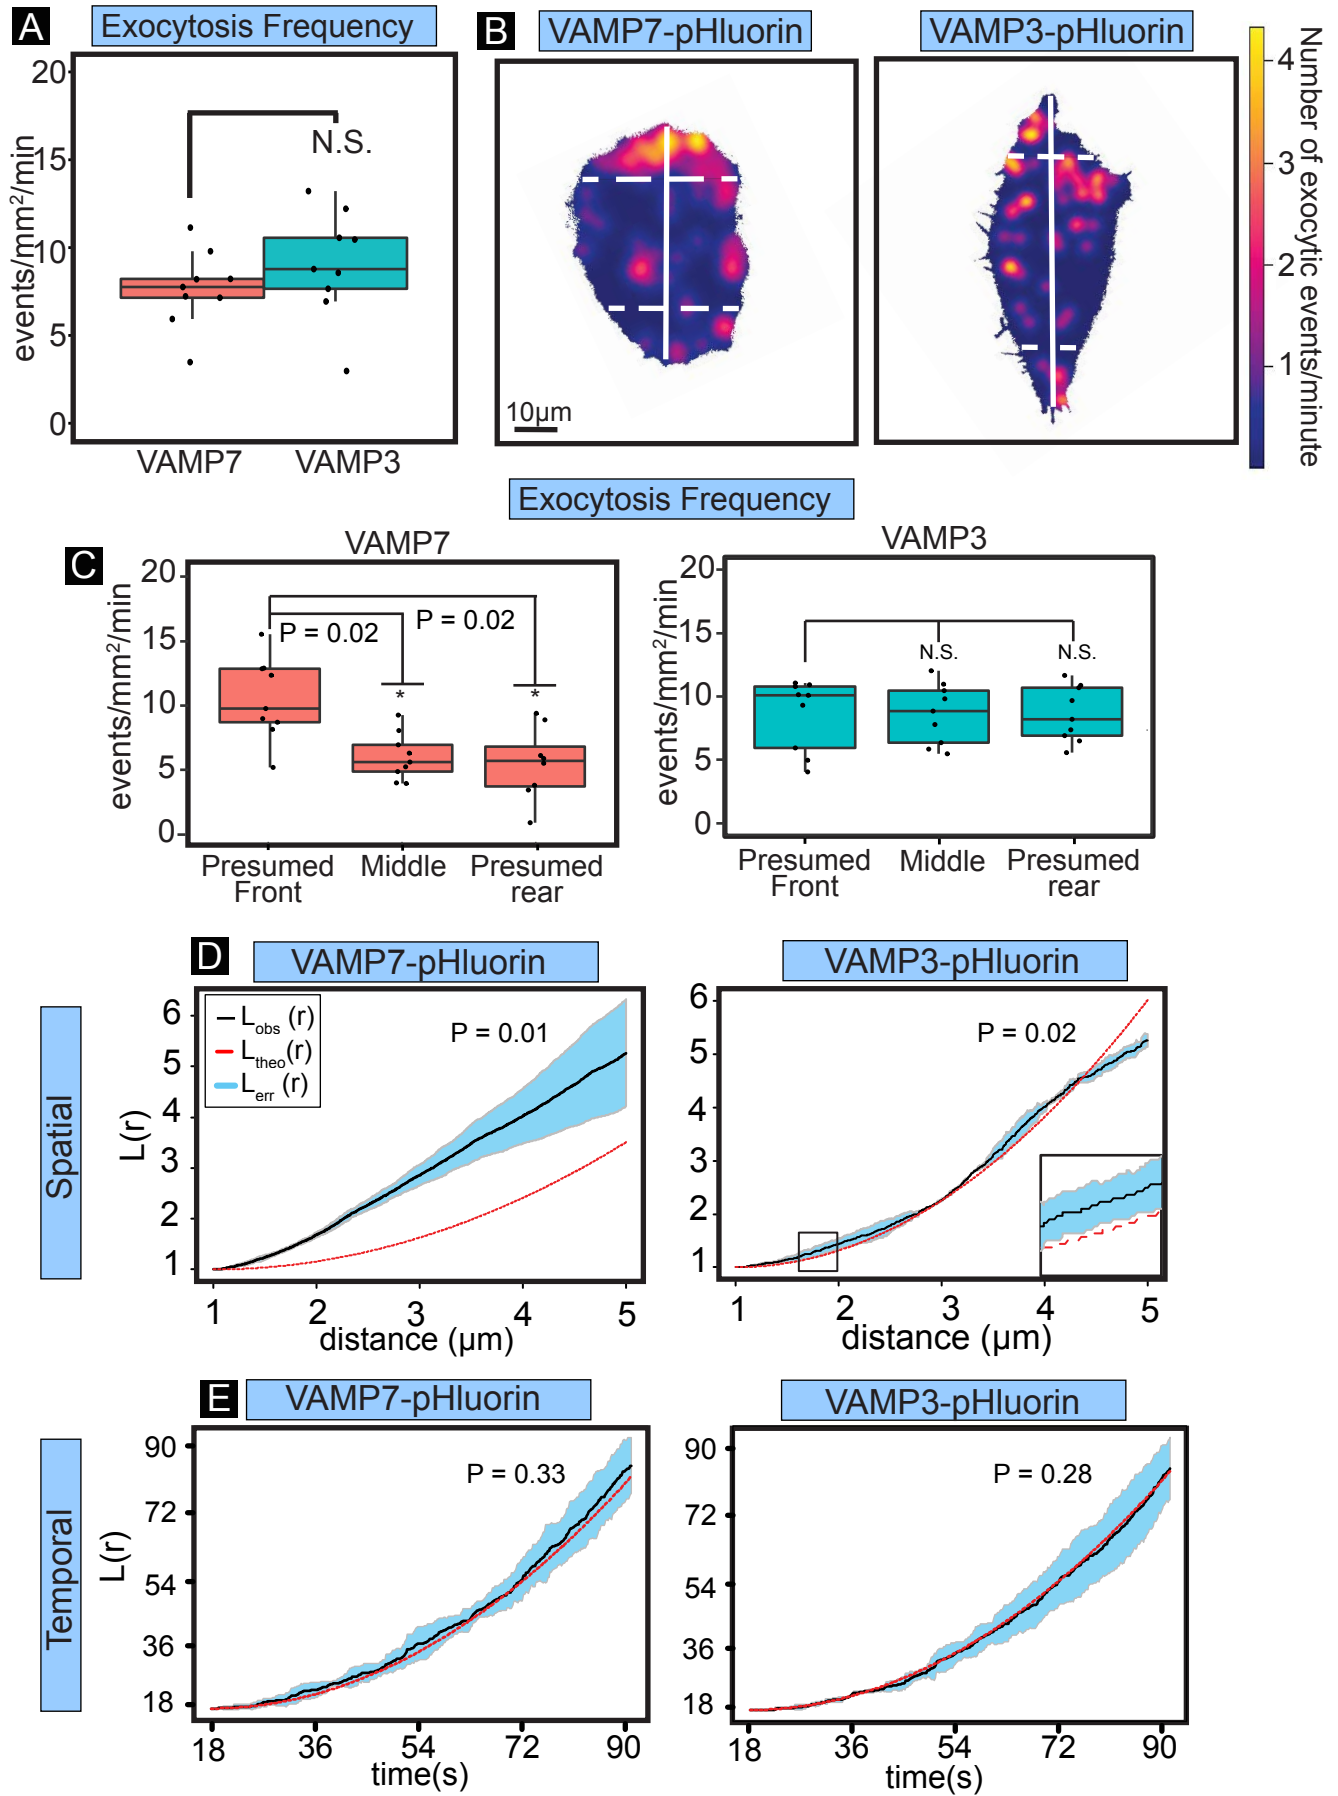 A
Exocytosis Frequency
events/mm²/min
20
15
10
5
0
N.S.
VAMP7
VAMP3
B
VAMP7-pHluorin
VAMP3-pHluorin
10µm
4
3
2
1
Number of exocytic events/minute
Exocytosis Frequency
C
VAMP7
events/mm²/min
20
15
10
5
0
P = 0.02
P = 0.02
*
*
Presumed
Front
Middle
Presumed
rear
VAMP3
events/mm²/min
20
15
10
5
0
N.S.
N.S.
Presumed
Front
Middle
Presumed
rear
Spatial
D
VAMP7-pHluorin
L(r)
6
5
4
3
2
1
L_obs (r)
L_theo(r)
L_err (r)
P = 0.01
1
2
3
4
5
distance (µm)
VAMP3-pHluorin
6
5
4
3
2
1
P = 0.02
1
2
3
4
5
distance (µm)
Temporal
E
VAMP7-pHluorin
L(r)
90
72
54
36
18
P = 0.33
18
36
54
72
90
time(s)
VAMP3-pHluorin
90
72
54
36
18
P = 0.28
18
36
54
72
90
time(s)